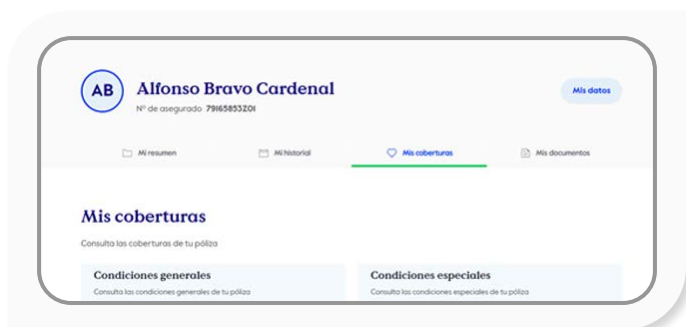 AB
Alfonso Bravo Cardenal
Mis datos
Nº de asegurado 79165853Z01
Mi resumen
Mi historial
Mis coberturas
Mis documentos
Mis coberturas
Consulta las coberturas de tu póliza
Condiciones generales
Condiciones especiales
Consulta las condiciones generales de tu póliza
Consulta las condiciones especiales de tu póliza